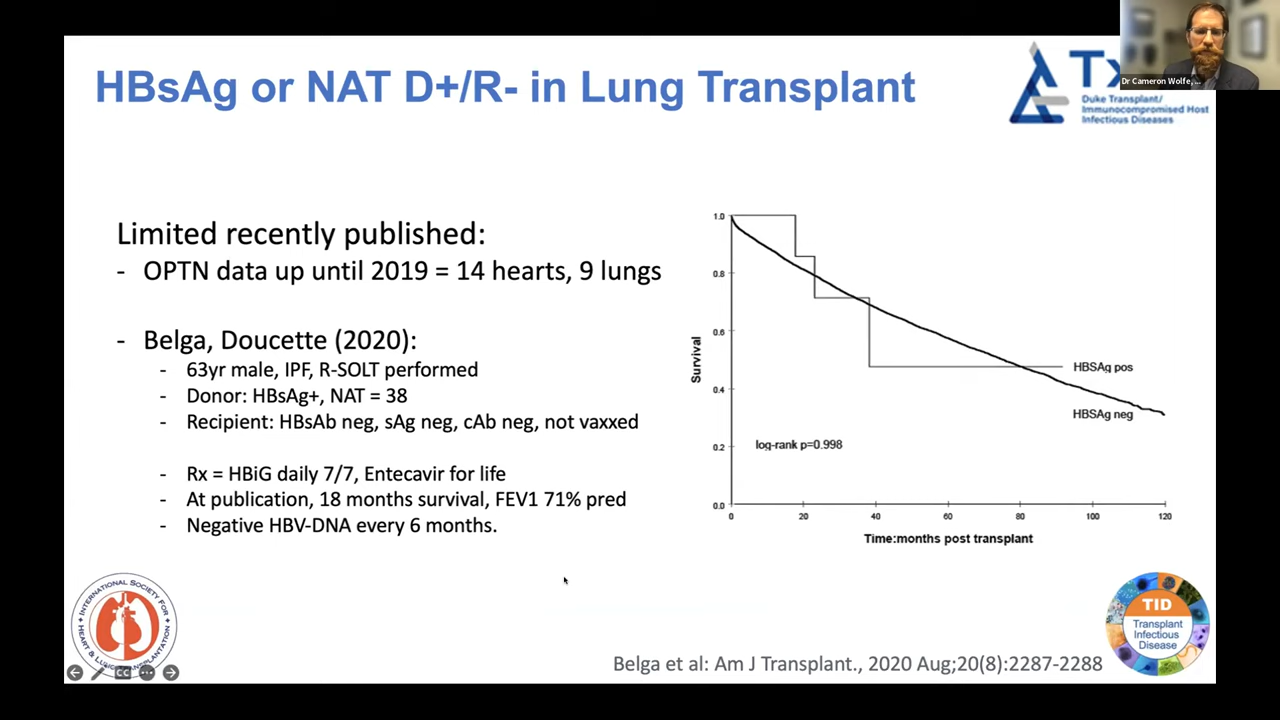 HBsAg or NAT D+/R- in Lung Transplant
Dr Cameron Wolfe, ...
Tx
Duke Transplant/
Immunocompromised Host
Infectious Diseases
Limited recently published:
- OPTN data up until 2019 = 14 hearts, 9 lungs
- Belga, Doucette (2020):
- 63yr male, IPF, R-SOLT performed
- Donor: HBsAg+, NAT = 38
- Recipient: HBsAb neg, sAg neg, cAb neg, not vaxxed
- Rx = HBiG daily 7/7, Entecavir for life
- At publication, 18 months survival, FEV1 71% pred
- Negative HBV-DNA every 6 months.
1.0
0.8
0.6
0.4
0.2
0.0
Survival
HBSAg pos
HBSAg neg
log-rank p=0.998
0 20 40 60 80 100 120
Time:months post transplant
INTERNATIONAL SOCIETY FOR
HEART & LUNG TRANSPLANTATION
CC
TID
Transplant
Infectious
Disease
Belga et al: Am J Transplant., 2020 Aug;20(8):2287-2288